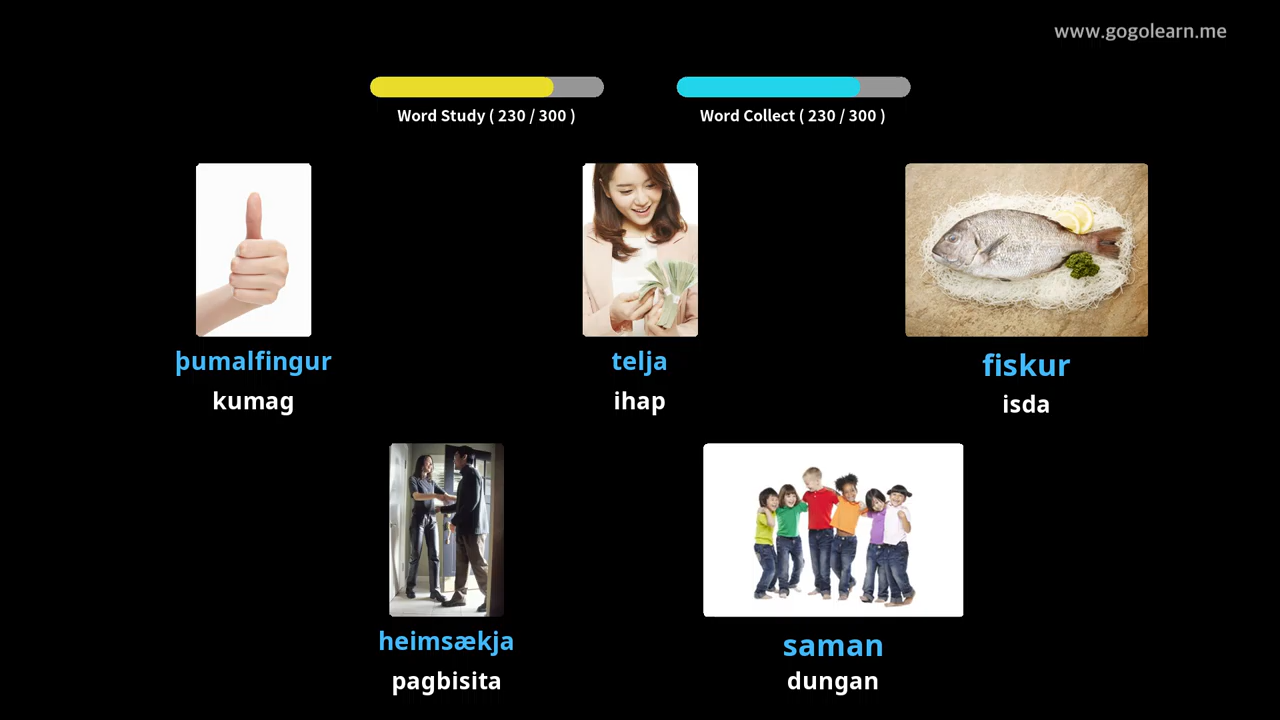 www.gogolearn.me
Word Study ( 230 / 300 )
Word Collect ( 230 / 300 )
þumalfingur
kumag
telja
ihap
fiskur
isda
heimsækja
pagbisita
saman
dungan